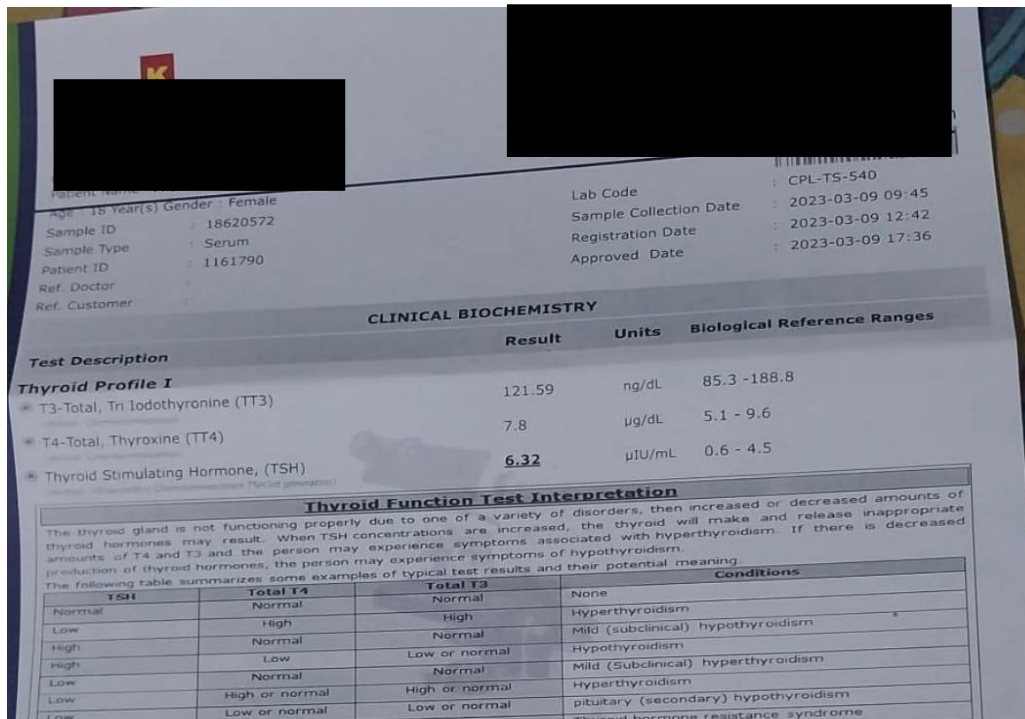 K
Patient Name
Age : 18 Year(s) Gender : Female
Sample ID : 18620572
Sample Type : Serum
Patient ID : 1161790
Ref. Doctor :
Ref. Customer :
Lab Code : CPL-TS-540
Sample Collection Date : 2023-03-09 09:45
Registration Date : 2023-03-09 12:42
Approved Date : 2023-03-09 17:36
CLINICAL BIOCHEMISTRY
Test Description Result Units Biological Reference Ranges
Thyroid Profile I
T3-Total, Tri Iodothyronine (TT3) 121.59 ng/dL 85.3 -188.8
T4-Total, Thyroxine (TT4) 7.8 µg/dL 5.1 - 9.6
Thyroid Stimulating Hormone, (TSH) 6.32 µIU/mL 0.6 - 4.5
Thyroid Function Test Interpretation
The thyroid gland is not functioning properly due to one of a variety of disorders, then increased or decreased amounts of
thyroid hormones may result. When TSH concentrations are increased, the thyroid will make and release inappropriate
amounts of T4 and T3 and the person may experience symptoms associated with hyperthyroidism. If there is decreased
production of thyroid hormones, the person may experience symptoms of hypothyroidism.
The following table summarizes some examples of typical test results and their potential meaning.
TSH Total T4 Total T3 Conditions
Normal Normal Normal None
Low High High Hyperthyroidism
High Normal Normal Mild (subclinical) hypothyroidism
High Low Low or normal Hypothyroidism
Low Normal Normal Mild (Subclinical) hyperthyroidism
Low High or normal High or normal Hyperthyroidism
Low Low or normal Low or normal pituitary (secondary) hypothyroidism
Thyroid hormone resistance syndrome